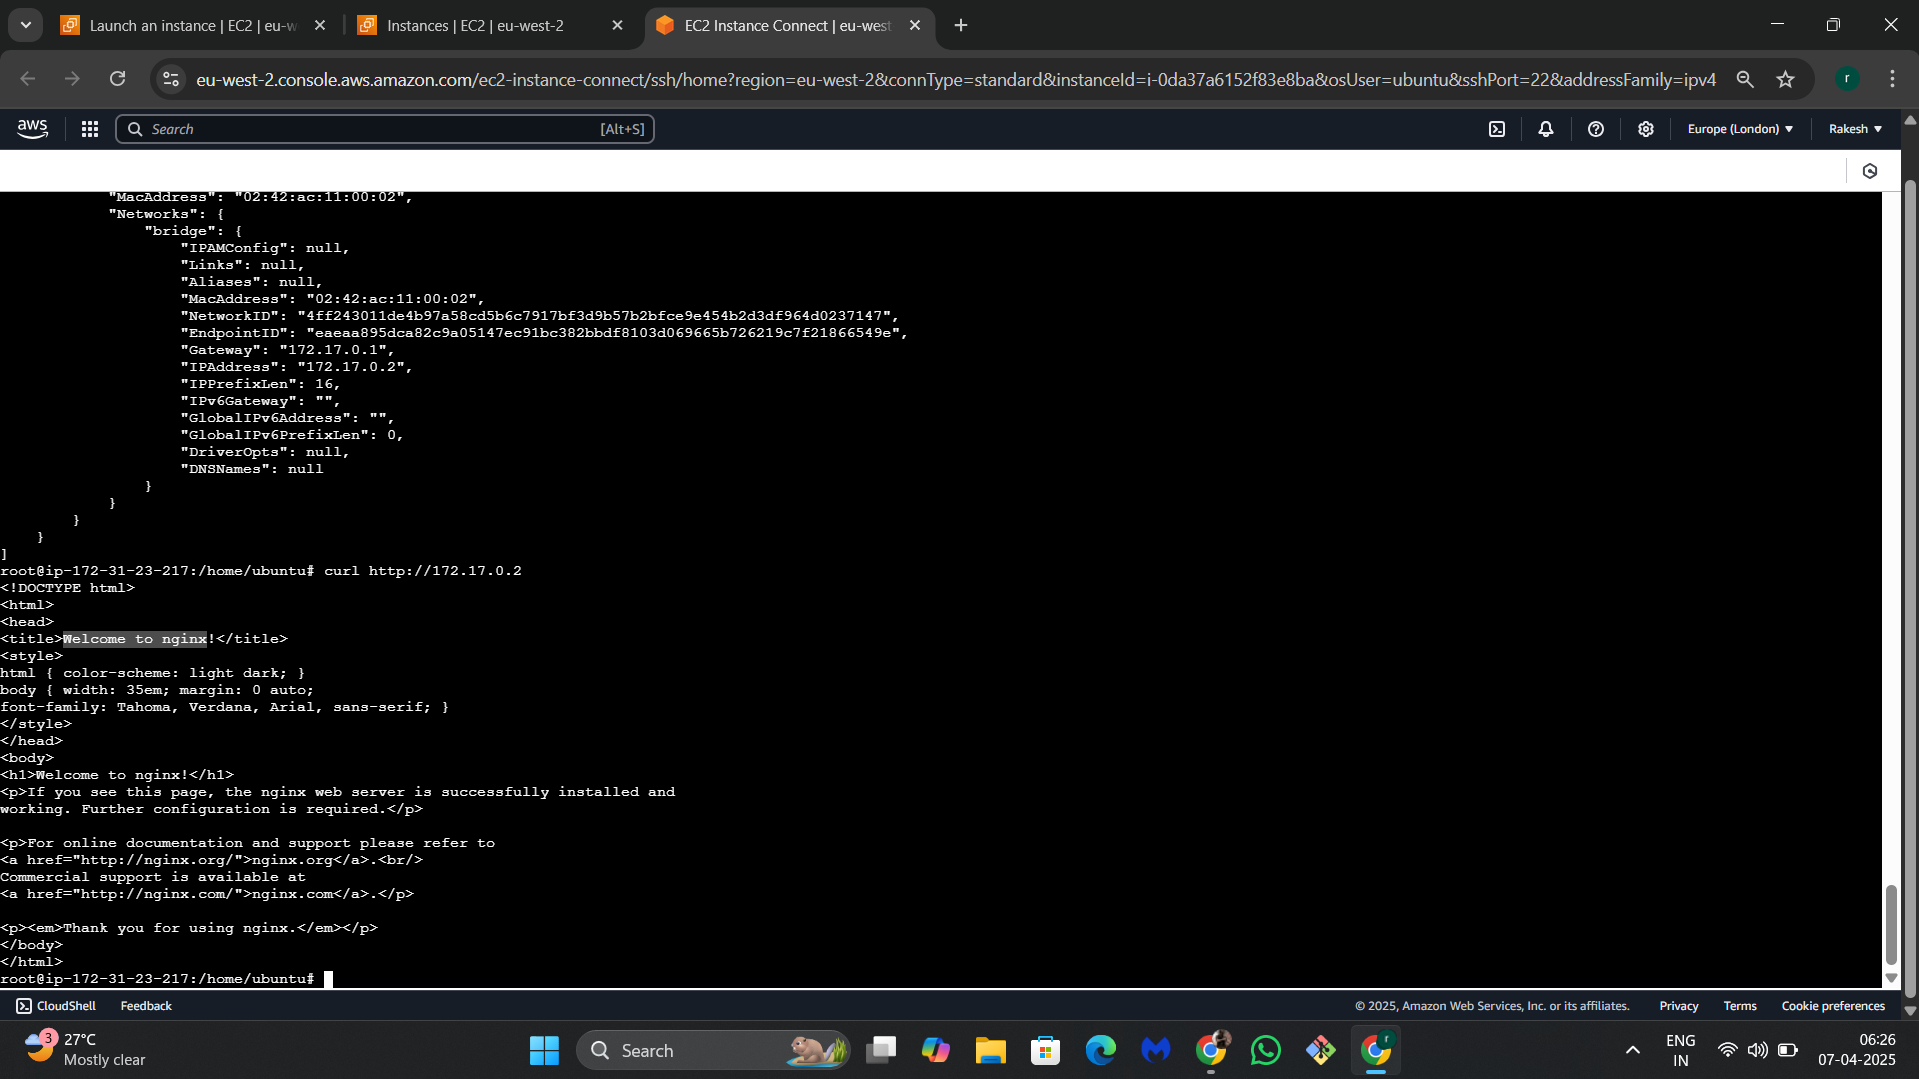 Launch an instance | EC2 | eu-w
Instances | EC2 | eu-west-2
EC2 Instance Connect | eu-west
eu-west-2.console.aws.amazon.com/ec2-instance-connect/ssh/home?region=eu-west-2&connType=standard&instanceId=i-0da37a6152f83e8ba&osUser=ubuntu&sshPort=22&addressFamily=ipv4
r
aws
Search
[Alt+S]
Europe (London)
Rakesh
"MacAddress": "02:42:ac:11:00:02",
"Networks": {
"bridge": {
"IPAMConfig": null,
"Links": null,
"Aliases": null,
"MacAddress": "02:42:ac:11:00:02",
"NetworkID": "4ff243011de4b97a58cd5b6c7917bf3d9b57b2bfce9e454b2d3df964d0237147",
"EndpointID": "eaeaa895dca82c9a05147ec91bc382bbdf8103d069665b726219c7f21866549e",
"Gateway": "172.17.0.1",
"IPAddress": "172.17.0.2",
"IPPrefixLen": 16,
"IPv6Gateway": "",
"GlobalIPv6Address": "",
"GlobalIPv6PrefixLen": 0,
"DriverOpts": null,
"DNSNames": null
}
}
}
}
]
root@ip-172-31-23-217:/home/ubuntu# curl http://172.17.0.2
<!DOCTYPE html>
<html>
<head>
<title>Welcome to nginx!</title>
<style>
html { color-scheme: light dark; }
body { width: 35em; margin: 0 auto;
font-family: Tahoma, Verdana, Arial, sans-serif; }
</style>
</head>
<body>
<h1>Welcome to nginx!</h1>
<p>If you see this page, the nginx web server is successfully installed and
working. Further configuration is required.</p>
<p>For online documentation and support please refer to
<a href="http://nginx.org/">nginx.org</a>.<br/>
Commercial support is available at
<a href="http://nginx.com/">nginx.com</a>.</p>
<p><em>Thank you for using nginx.</em></p>
</body>
</html>
root@ip-172-31-23-217:/home/ubuntu#
CloudShell
Feedback
© 2025, Amazon Web Services, Inc. or its affiliates.
Privacy
Terms
Cookie preferences
3
27°C
Mostly clear
Search
r
ENG
IN
06:26
07-04-2025